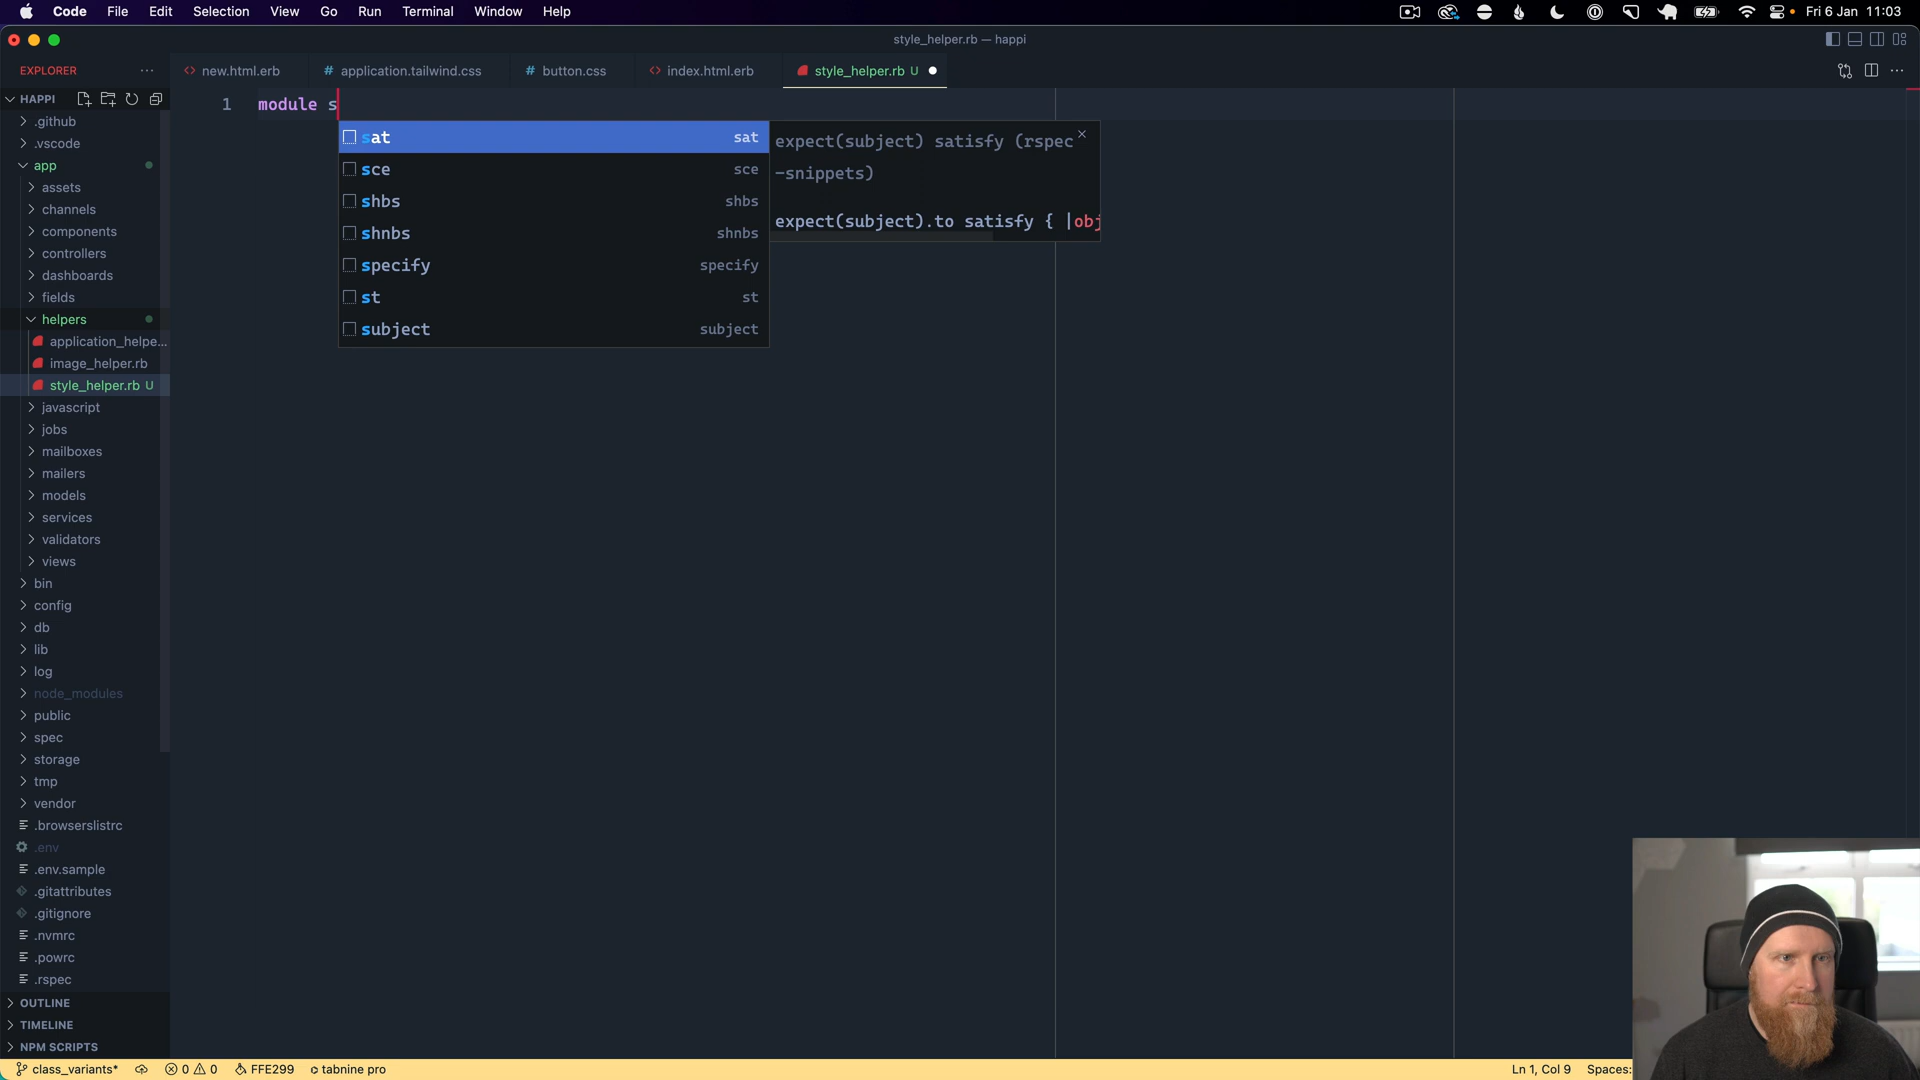 Code File Edit Selection View Go Run Terminal Window Help Fri 6 Jan 11:03
style_helper.rb — happi
EXPLORER
new.html.erb
# application.tailwind.css
# button.css
index.html.erb
style_helper.rb U
HAPPI
.github
.vscode
app
assets
channels
components
controllers
dashboards
fields
helpers
application_helpe...
image_helper.rb
style_helper.rb U
javascript
jobs
mailboxes
mailers
models
services
validators
views
bin
config
db
lib
log
node_modules
public
spec
storage
tmp
vendor
.browserslistrc
.env
.env.sample
.gitattributes
.gitignore
.nvmrc
.powrc
.rspec
OUTLINE
TIMELINE
NPM SCRIPTS
1 module s
sat sat
sce sce
shbs shbs
shnbs shnbs
specify specify
st st
subject subject
expect(subject) satisfy (rspec
-snippets)
expect(subject).to satisfy { |obj
class_variants* 0 0 FFE299 tabnine pro Ln 1, Col 9 Spaces: